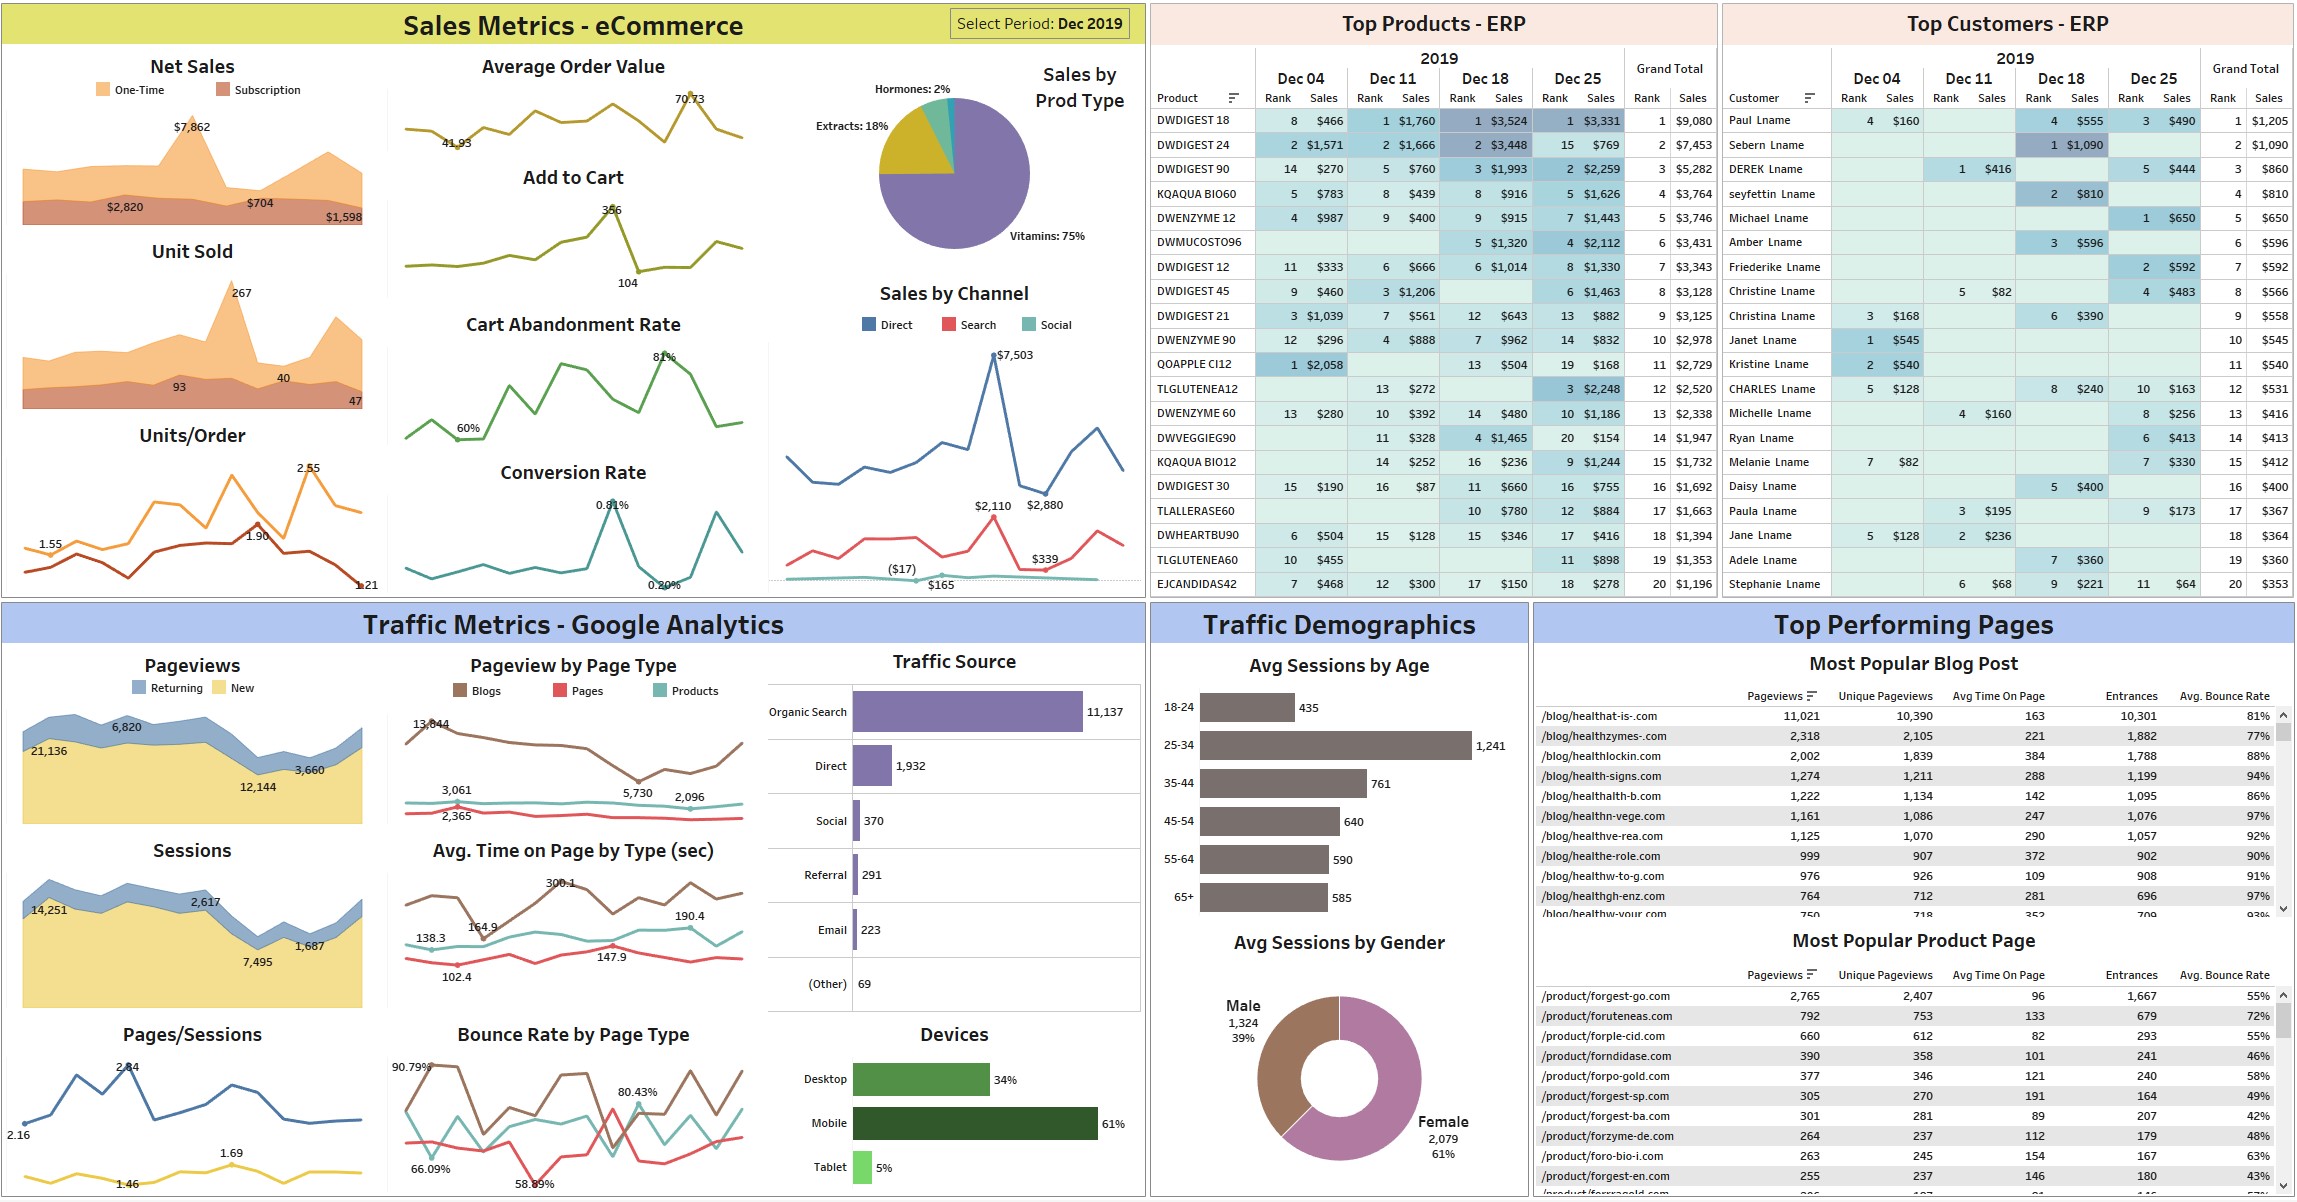 Sales Metrics - eCommerce
Select Period: Dec 2019
Net Sales
One-Time Subscription
$7,862
$2,820
$704
$1,598
Unit Sold
267
93
40
47
Units/Order
2.55
1.55
1.90
1.21
Average Order Value
70.73
41.93
Add to Cart
356
104
Cart Abandonment Rate
81%
60%
Conversion Rate
0.81%
0.20%
Sales by
Prod Type
Hormones: 2%
Extracts: 18%
Vitamins: 75%
Sales by Channel
Direct Search Social
$7,503
$2,110 $2,880
$339
($17)
$165
Top Products - ERP
2019
Dec 04 Dec 11 Dec 18 Dec 25 Grand Total
Product Rank Sales Rank Sales Rank Sales Rank Sales Rank Sales
DWDIGEST 18 8 $466 1 $1,760 1 $3,524 1 $3,331 1 $9,080
DWDIGEST 24 2 $1,571 2 $1,666 2 $3,448 15 $769 2 $7,453
DWDIGEST 90 14 $270 5 $760 3 $1,993 2 $2,259 3 $5,282
KQAQUA BIO60 5 $783 8 $439 8 $916 5 $1,626 4 $3,764
DWENZYME 12 4 $987 9 $400 9 $915 7 $1,443 5 $3,746
DWMUCOSTO96 5 $1,320 4 $2,112 6 $3,431
DWDIGEST 12 11 $333 6 $666 6 $1,014 8 $1,330 7 $3,343
DWDIGEST 45 9 $460 3 $1,206 6 $1,463 8 $3,128
DWDIGEST 21 3 $1,039 7 $561 12 $643 13 $882 9 $3,125
DWENZYME 90 12 $296 4 $888 7 $962 14 $832 10 $2,978
QOAPPLE CI12 1 $2,058 13 $504 19 $168 11 $2,729
TLGLUTENEA12 13 $272 3 $2,248 12 $2,520
DWENZYME 60 13 $280 10 $392 14 $480 10 $1,186 13 $2,338
DWVEGGIEG90 11 $328 4 $1,465 20 $154 14 $1,947
KQAQUA BIO12 14 $252 16 $236 9 $1,244 15 $1,732
DWDIGEST 30 15 $190 16 $87 11 $660 16 $755 16 $1,692
TLALLERASE60 10 $780 12 $884 17 $1,663
DWHEARTBU90 6 $504 15 $128 15 $346 17 $416 18 $1,394
TLGLUTENEA60 10 $455 11 $898 19 $1,353
EJCANDIDAS42 7 $468 12 $300 17 $150 18 $278 20 $1,196
Top Customers - ERP
2019
Dec 04 Dec 11 Dec 18 Dec 25 Grand Total
Customer Rank Sales Rank Sales Rank Sales Rank Sales Rank Sales
Paul Lname 4 $160 4 $555 3 $490 1 $1,205
Sebern Lname 1 $1,090 2 $1,090
DEREK Lname 1 $416 5 $444 3 $860
seyfettin Lname 2 $810 4 $810
Michael Lname 1 $650 5 $650
Amber Lname 3 $596 6 $596
Friederike Lname 2 $592 7 $592
Christine Lname 5 $82 4 $483 8 $566
Christina Lname 3 $168 6 $390 9 $558
Janet Lname 1 $545 10 $545
Kristine Lname 2 $540 11 $540
CHARLES Lname 5 $128 8 $240 10 $163 12 $531
Michelle Lname 4 $160 8 $256 13 $416
Ryan Lname 6 $413 14 $413
Melanie Lname 7 $82 7 $330 15 $412
Daisy Lname 5 $400 16 $400
Paula Lname 3 $195 9 $173 17 $367
Jane Lname 5 $128 2 $236 18 $364
Adele Lname 7 $360 19 $360
Stephanie Lname 6 $68 9 $221 11 $64 20 $353
Traffic Metrics - Google Analytics
Pageviews
Returning New
6,820
21,136
3,660
12,144
Sessions
14,251
2,617
1,687
7,495
Pages/Sessions
2.84
2.16
1.69
1.46
Pageview by Page Type
Blogs Pages Products
13,844
3,061
5,730 2,096
2,365
Avg. Time on Page by Type (sec)
300.1
164.9
190.4
138.3
147.9
102.4
Bounce Rate by Page Type
90.79%
80.43%
66.09%
58.89%
Traffic Source
Organic Search 11,137
Direct 1,932
Social 370
Referral 291
Email 223
(Other) 69
Devices
Desktop 34%
Mobile 61%
Tablet 5%
Traffic Demographics
Avg Sessions by Age
18-24 435
25-34 1,241
35-44 761
45-54 640
55-64 590
65+ 585
Avg Sessions by Gender
Male
1,324
39%
Female
2,079
61%
Top Performing Pages
Most Popular Blog Post
Pageviews Unique Pageviews Avg Time On Page Entrances Avg. Bounce Rate
/blog/healthat-is-.com 11,021 10,390 163 10,301 81%
/blog/healthzymes-.com 2,318 2,105 221 1,882 77%
/blog/healthlockin.com 2,002 1,839 384 1,788 88%
/blog/health-signs.com 1,274 1,211 288 1,199 94%
/blog/healthalth-b.com 1,222 1,134 142 1,095 86%
/blog/healthn-vege.com 1,161 1,086 247 1,076 97%
/blog/healthve-rea.com 1,125 1,070 290 1,057 92%
/blog/healthe-role.com 999 907 372 902 90%
/blog/healthw-to-g.com 976 926 109 908 91%
/blog/healthgh-enz.com 764 712 281 696 97%
/blog/healthw-your.com 750 718 352 709 93%
Most Popular Product Page
Pageviews Unique Pageviews Avg Time On Page Entrances Avg. Bounce Rate
/product/forgest-go.com 2,765 2,407 96 1,667 55%
/product/foruteneas.com 792 753 133 679 72%
/product/forple-cid.com 660 612 82 293 55%
/product/forndidase.com 390 358 101 241 46%
/product/forpo-gold.com 377 346 121 240 58%
/product/forgest-sp.com 305 270 191 164 49%
/product/forgest-ba.com 301 281 89 207 42%
/product/forzyme-de.com 264 237 112 179 48%
/product/foro-bio-i.com 263 245 154 167 63%
/product/forgest-en.com 255 237 146 180 43%